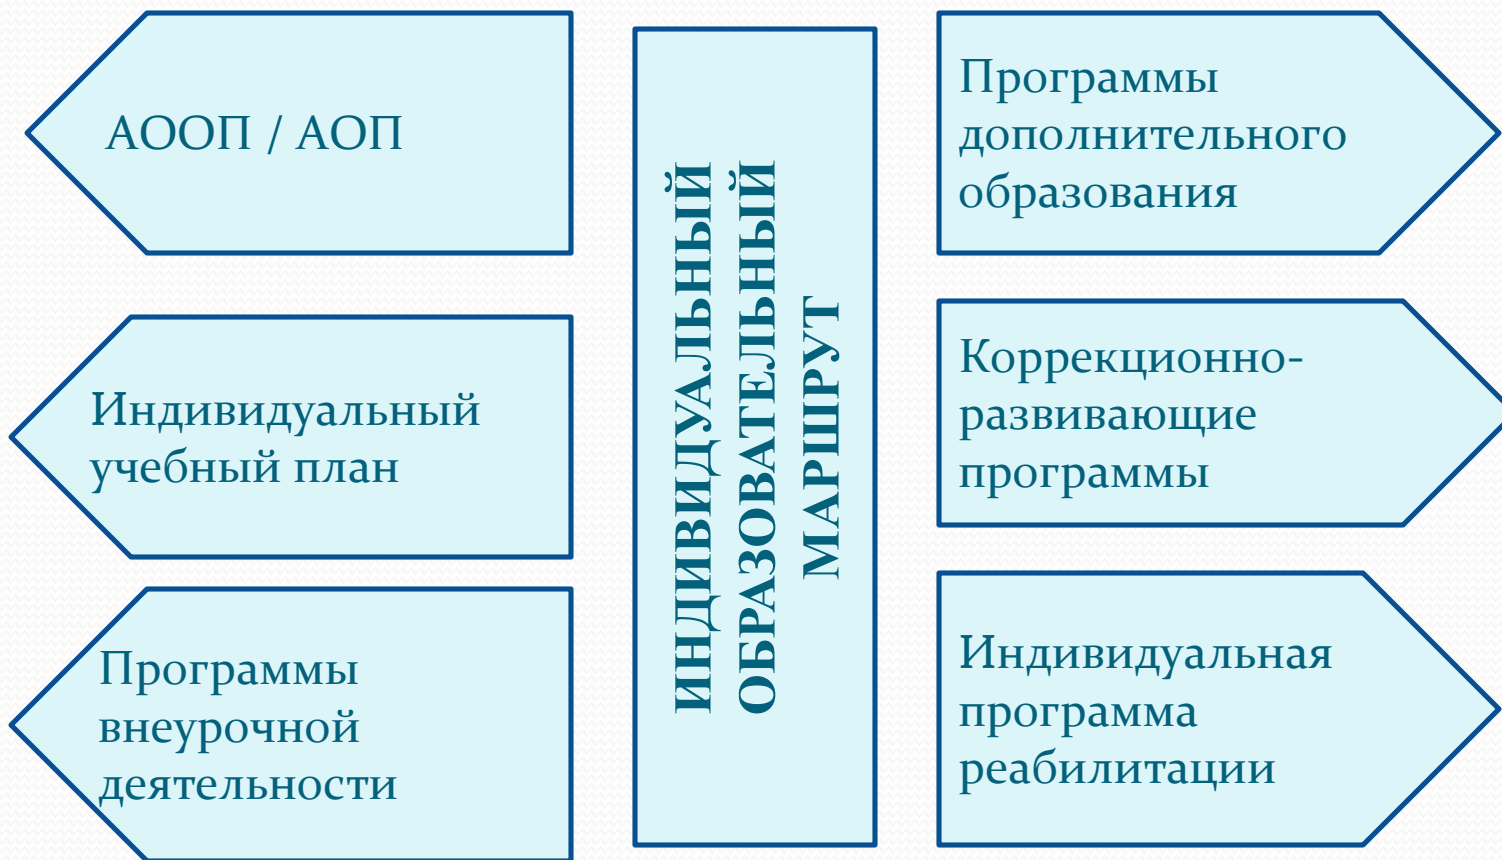 АООП / АОП
Индивидуальный
учебный план
Программы
внеурочной
деятельности
ИНДИВИДУАЛЬНЫЙ
ОБРАЗОВАТЕЛЬНЫЙ
МАРШРУТ
Программы
дополнительного
образования
Коррекционно-
развивающие
программы
Индивидуальная
программа
реабилитации